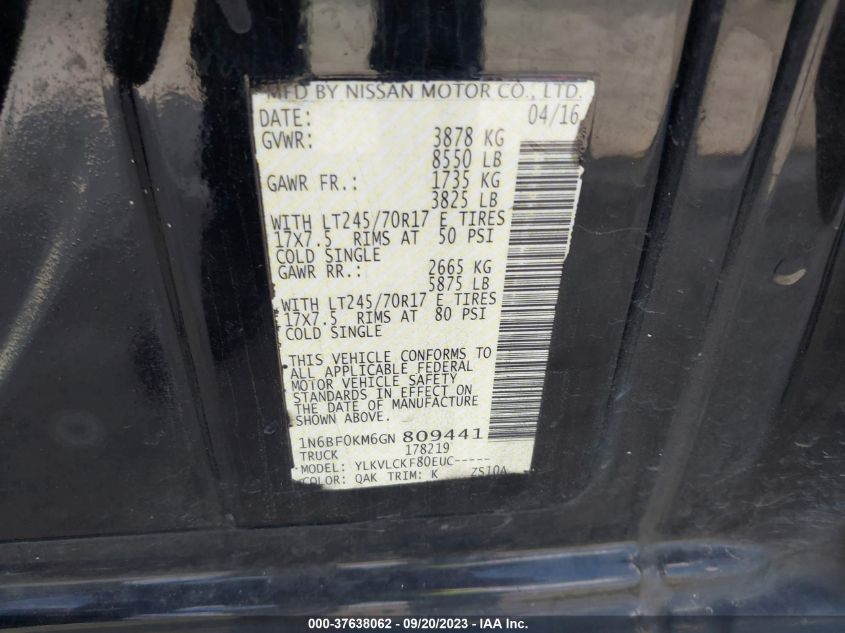 MFD BY NISSAN MOTOR CO., LTD.
DATE: 04/16
GVWR: 3878 KG
8550 LB
GAWR FR.: 1735 KG
3825 LB
WITH LT245/70R17 E TIRES
17X7.5 RIMS AT 50 PSI
COLD SINGLE
GAWR RR.: 2665 KG
5875 LB
WITH LT245/70R17 E TIRES
17X7.5 RIMS AT 80 PSI
COLD SINGLE
THIS VEHICLE CONFORMS TO
ALL APPLICABLE FEDERAL
MOTOR VEHICLE SAFETY
STANDARDS IN EFFECT ON
THE DATE OF MANUFACTURE
SHOWN ABOVE.
1N6BF0KM6GN 809441
TRUCK 178219
MODEL: YLKVLCKF80EUC-----
COLOR: QAK TRIM: K ZS10A
000-37638062 - 09/20/2023 - IAA Inc.